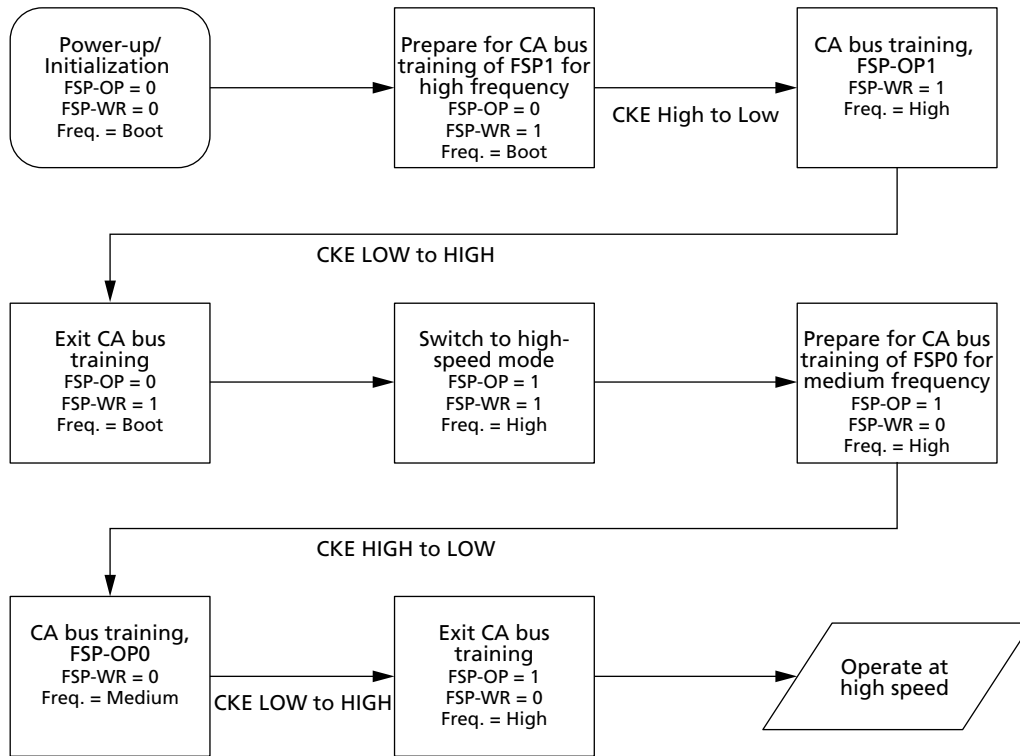 Power-up/
Initialization
FSP-OP = 0
FSP-WR = 0
Freq. = Boot
Prepare for CA bus
training of FSP1 for
high frequency
FSP-OP = 0
FSP-WR = 1
Freq. = Boot
CKE High to Low
CA bus training,
FSP-OP1
FSP-WR = 1
Freq. = High
CKE LOW to HIGH
Exit CA bus
training
FSP-OP = 0
FSP-WR = 1
Freq. = Boot
Switch to high-
speed mode
FSP-OP = 1
FSP-WR = 1
Freq. = High
Prepare for CA bus
training of FSP0 for
medium frequency
FSP-OP = 1
FSP-WR = 0
Freq. = High
CKE HIGH to LOW
CA bus training,
FSP-OP0
FSP-WR = 0
Freq. = Medium
CKE LOW to HIGH
Exit CA bus
training
FSP-OP = 1
FSP-WR = 0
Freq. = High
Operate at
high speed